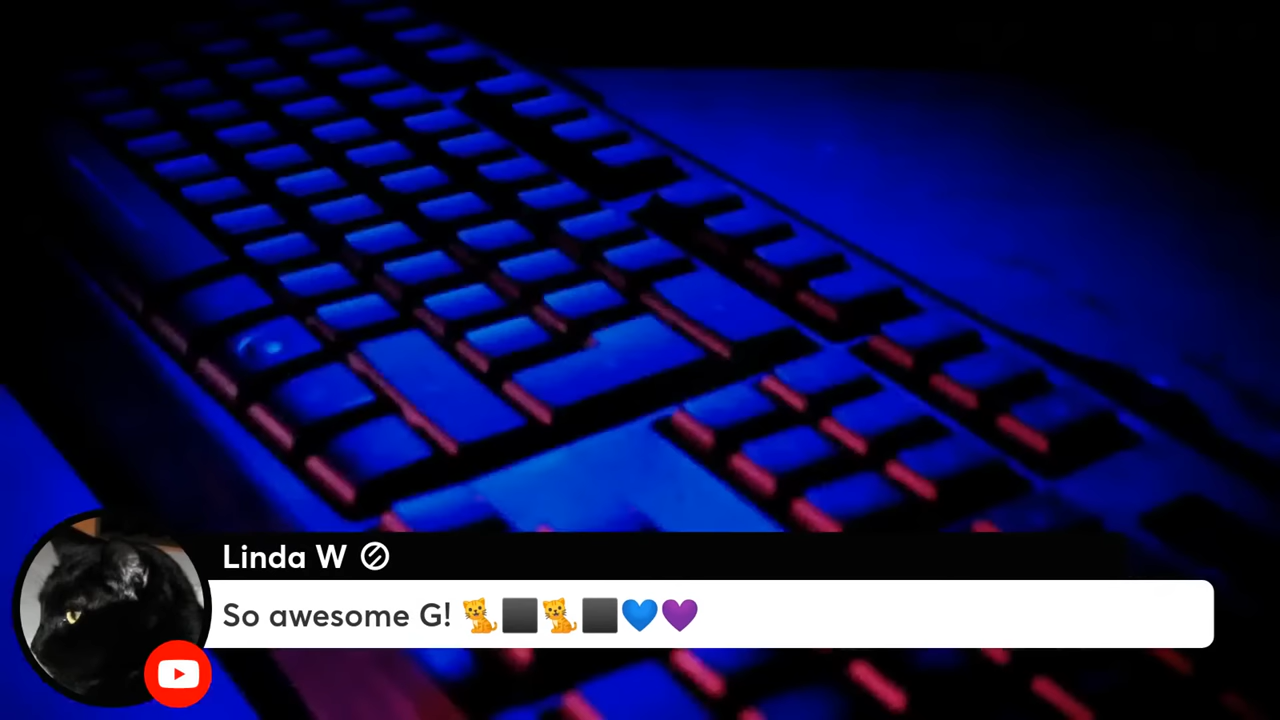 Linda W
So awesome G! 🐈⬛🐈⬛💙💜